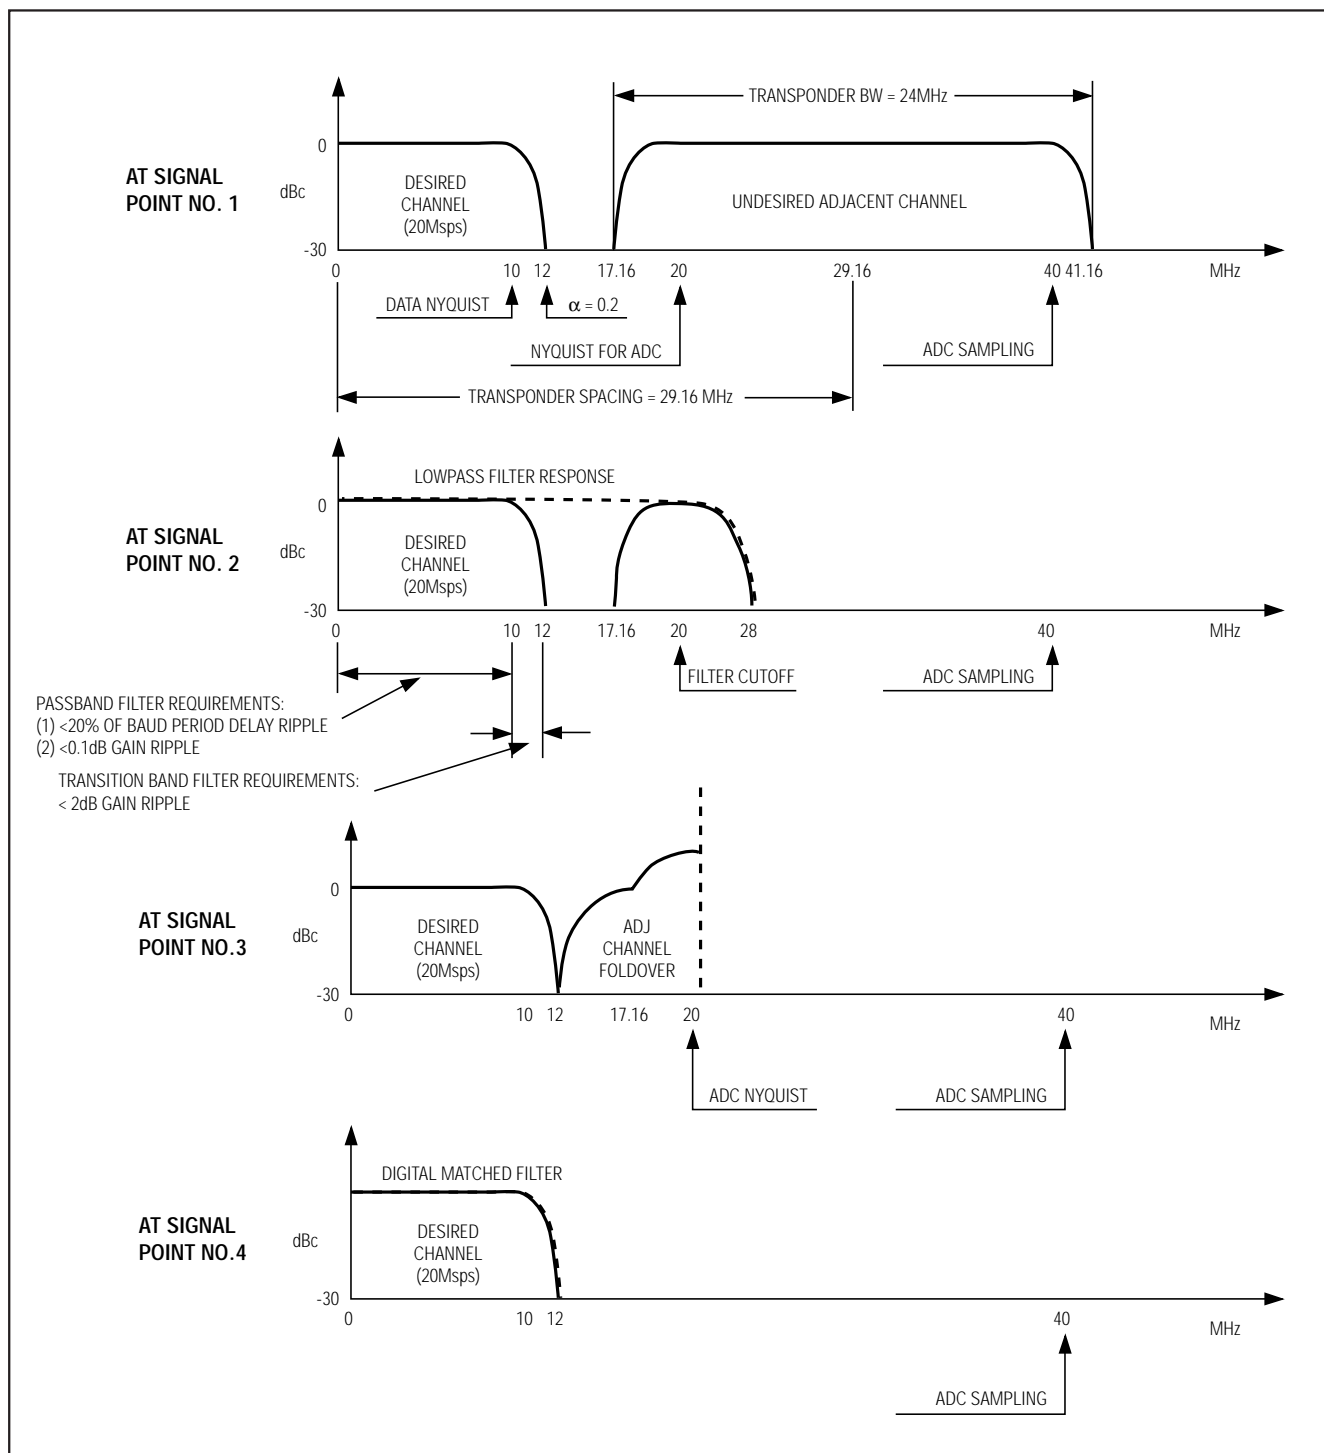 TRANSPONDER BW = 24MHz
0
AT SIGNAL
POINT NO. 1
dBc
DESIRED
CHANNEL
(20Msps)
UNDESIRED ADJACENT CHANNEL
-30
0 10 12 17.16 20 29.16 40 41.16 MHz
DATA NYQUIST
α = 0.2
NYQUIST FOR ADC
ADC SAMPLING
TRANSPONDER SPACING = 29.16 MHz
LOWPASS FILTER RESPONSE
0
AT SIGNAL
POINT NO. 2
dBc
DESIRED
CHANNEL
(20Msps)
-30
0 10 12 17.16 20 28 40 MHz
FILTER CUTOFF
ADC SAMPLING
PASSBAND FILTER REQUIREMENTS:
(1) <20% OF BAUD PERIOD DELAY RIPPLE
(2) <0.1dB GAIN RIPPLE
TRANSITION BAND FILTER REQUIREMENTS:
< 2dB GAIN RIPPLE
0
AT SIGNAL
POINT NO.3
dBc
DESIRED
CHANNEL
(20Msps)
ADJ
CHANNEL
FOLDOVER
-30
0 10 12 17.16 20 40 MHz
ADC NYQUIST
ADC SAMPLING
DIGITAL MATCHED FILTER
AT SIGNAL
POINT NO.4
dBc
DESIRED
CHANNEL
(20Msps)
-30
0 10 12 40 MHz
ADC SAMPLING